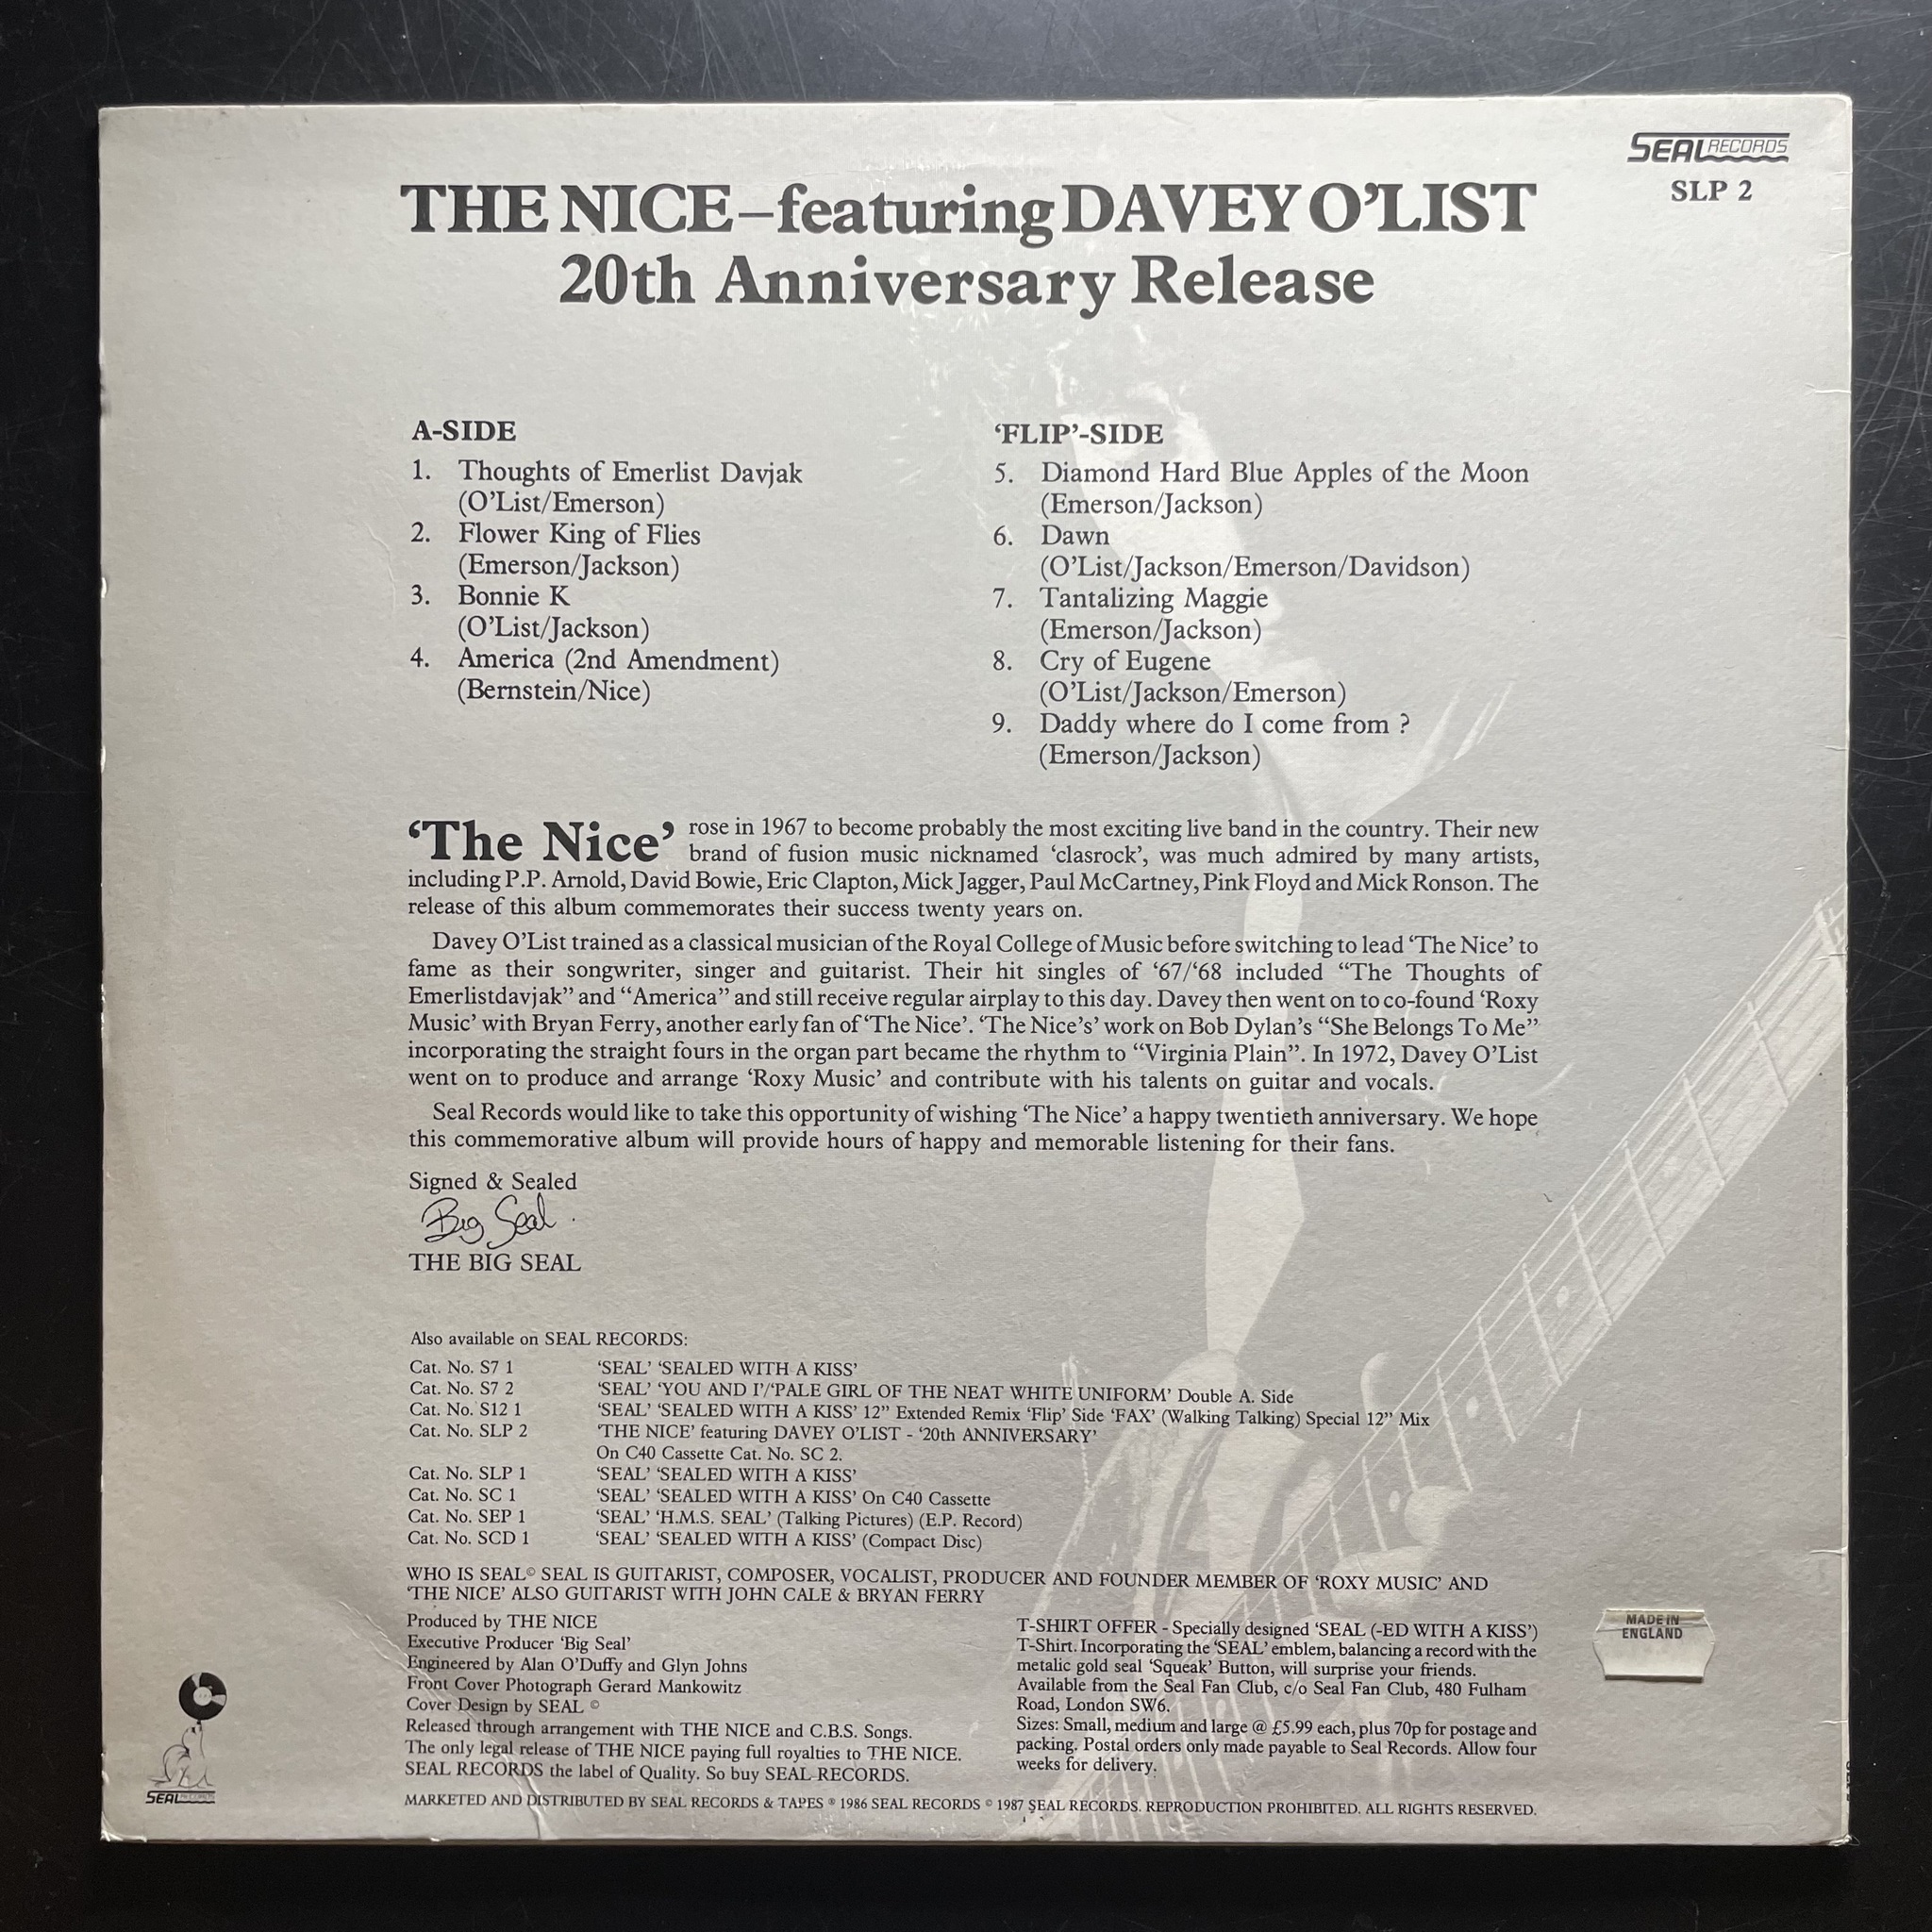 SEAL RECORDS
SLP 2
THE NICE–featuring DAVEY O’LIST
20th Anniversary Release
A-SIDE
1. Thoughts of Emerlist Davjak
(O’List/Emerson)
2. Flower King of Flies
(Emerson/Jackson)
3. Bonnie K
(O’List/Jackson)
4. America (2nd Amendment)
(Bernstein/Nice)
‘FLIP’-SIDE
5. Diamond Hard Blue Apples of the Moon
(Emerson/Jackson)
6. Dawn
(O’List/Jackson/Emerson/Davidson)
7. Tantalizing Maggie
(Emerson/Jackson)
8. Cry of Eugene
(O’List/Jackson/Emerson)
9. Daddy where do I come from ?
(Emerson/Jackson)
‘The Nice’ rose in 1967 to become probably the most exciting live band in the country. Their new
brand of fusion music nicknamed ‘clasrock’, was much admired by many artists,
including P.P. Arnold, David Bowie, Eric Clapton, Mick Jagger, Paul McCartney, Pink Floyd and Mick Ronson. The
release of this album commemorates their success twenty years on.
Davey O’List trained as a classical musician of the Royal College of Music before switching to lead ‘The Nice’ to
fame as their songwriter, singer and guitarist. Their hit singles of ‘67/‘68 included “The Thoughts of
Emerlistdavjak” and “America” and still receive regular airplay to this day. Davey then went on to co-found ‘Roxy
Music’ with Bryan Ferry, another early fan of ‘The Nice’. ‘The Nice’s’ work on Bob Dylan’s “She Belongs To Me”
incorporating the straight fours in the organ part became the rhythm to “Virginia Plain”. In 1972, Davey O’List
went on to produce and arrange ‘Roxy Music’ and contribute with his talents on guitar and vocals.
Seal Records would like to take this opportunity of wishing ‘The Nice’ a happy twentieth anniversary. We hope
this commemorative album will provide hours of happy and memorable listening for their fans.
Signed & Sealed
Big Seal.
THE BIG SEAL
Also available on SEAL RECORDS:
Cat. No. S7 1 ‘SEAL’ ‘SEALED WITH A KISS’
Cat. No. S7 2 ‘SEAL’ ‘YOU AND I’/‘PALE GIRL OF THE NEAT WHITE UNIFORM’ Double A. Side
Cat. No. S12 1 ‘SEAL’ ‘SEALED WITH A KISS’ 12” Extended Remix ‘Flip’ Side ‘FAX’ (Walking Talking) Special 12” Mix
Cat. No. SLP 2 ‘THE NICE’ featuring DAVEY O’LIST - ‘20th ANNIVERSARY’
On C40 Cassette Cat. No. SC 2.
Cat. No. SLP 1 ‘SEAL’ ‘SEALED WITH A KISS’
Cat. No. SC 1 ‘SEAL’ ‘SEALED WITH A KISS’ On C40 Cassette
Cat. No. SEP 1 ‘SEAL’ ‘H.M.S. SEAL’ (Talking Pictures) (E.P. Record)
Cat. No. SCD 1 ‘SEAL’ ‘SEALED WITH A KISS’ (Compact Disc)
WHO IS SEAL© SEAL IS GUITARIST, COMPOSER, VOCALIST, PRODUCER AND FOUNDER MEMBER OF ‘ROXY MUSIC’ AND
‘THE NICE’ ALSO GUITARIST WITH JOHN CALE & BRYAN FERRY
Produced by THE NICE
Executive Producer ‘Big Seal’
Engineered by Alan O’Duffy and Glyn Johns
Front Cover Photograph Gerard Mankowitz
Cover Design by SEAL ©
Released through arrangement with THE NICE and C.B.S. Songs.
The only legal release of THE NICE paying full royalties to THE NICE.
SEAL RECORDS the label of Quality. So buy SEAL RECORDS.
T-SHIRT OFFER - Specially designed ‘SEAL (-ED WITH A KISS’)
T-Shirt. Incorporating the ‘SEAL’ emblem, balancing a record with the
metalic gold seal ‘Squeak’ Button, will surprise your friends.
Available from the Seal Fan Club, c/o Seal Fan Club, 480 Fulham
Road, London SW6.
Sizes: Small, medium and large @ £5.99 each, plus 70p for postage and
packing. Postal orders only made payable to Seal Records. Allow four
weeks for delivery.
MADE IN
ENGLAND
SEAL RECORDS
MARKETED AND DISTRIBUTED BY SEAL RECORDS & TAPES ℗ 1986 SEAL RECORDS © 1987 SEAL RECORDS. REPRODUCTION PROHIBITED. ALL RIGHTS RESERVED.